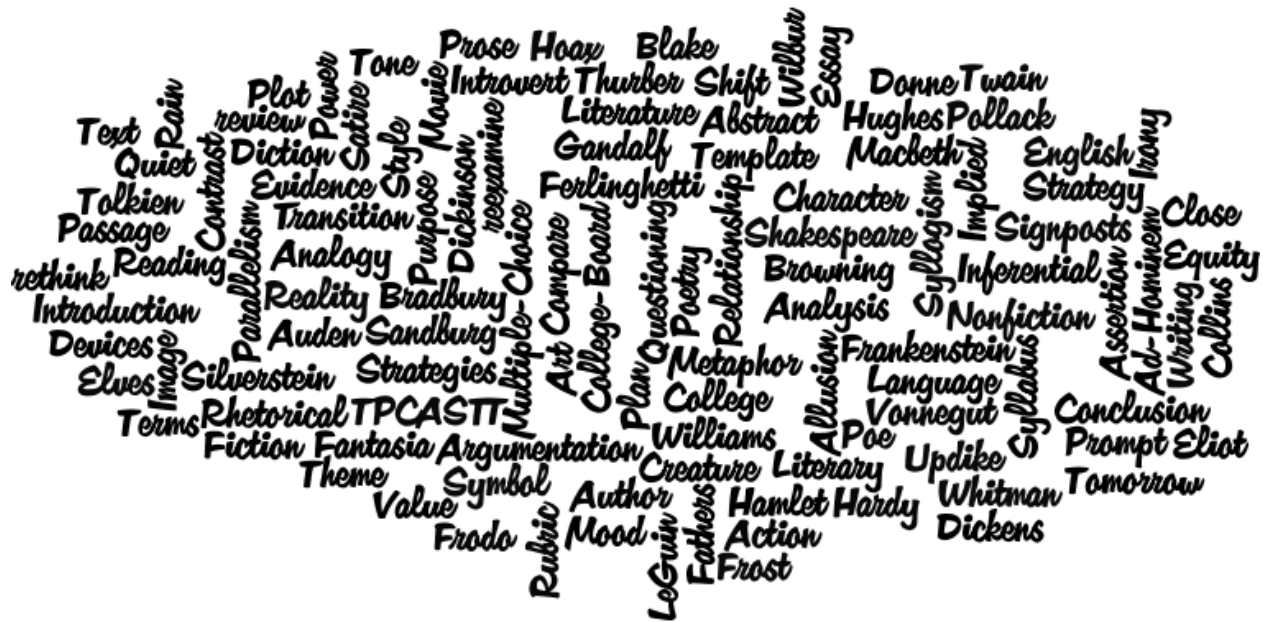 Prose Hoax Blake
Wilbur
Essay
Tone
Introvert Thurber Shift
Donne Twain
Power
Movie
Plot
Rain
review
Satire
Literature Abstract
Hughes Pollack
Text
Style
reexamine
Irony
Quiet
Contrast
Diction
Gandalf Template
Macbeth
Implied
English
Evidence
Dickinson
Ferlinghetti
Character
Strategy
Tolkien
Purpose
Relationship
Syllogism
Close
Passage
Transition
Multiple-Choice
Compare
College-Board
Questioning
Shakespeare
Signposts
rethink Reading
Parallelism
Analogy
Poetry
Browning
Inferential
Assertion
Ad-Hominem
Equity
Introduction
Reality Bradbury
Art
Analysis
Nonfiction
Writing
Collins
Devices
Image
Auden Sandburg
Plan
Metaphor
Allusion
Frankenstein
Syllabus
Elves
Silverstein Strategies
College
Language
Terms
Rhetorical TPCASTT
Vonnegut
Conclusion
Fiction Fantasia Argumentation Williams
Poe
Prompt Eliot
Theme
Symbol
Creature Literary Updike
Tomorrow
Value
Author
Fathers
Hamlet Hardy Whitman
Frodo
Rubric
Mood
LeGuin
Action
Dickens
Frost